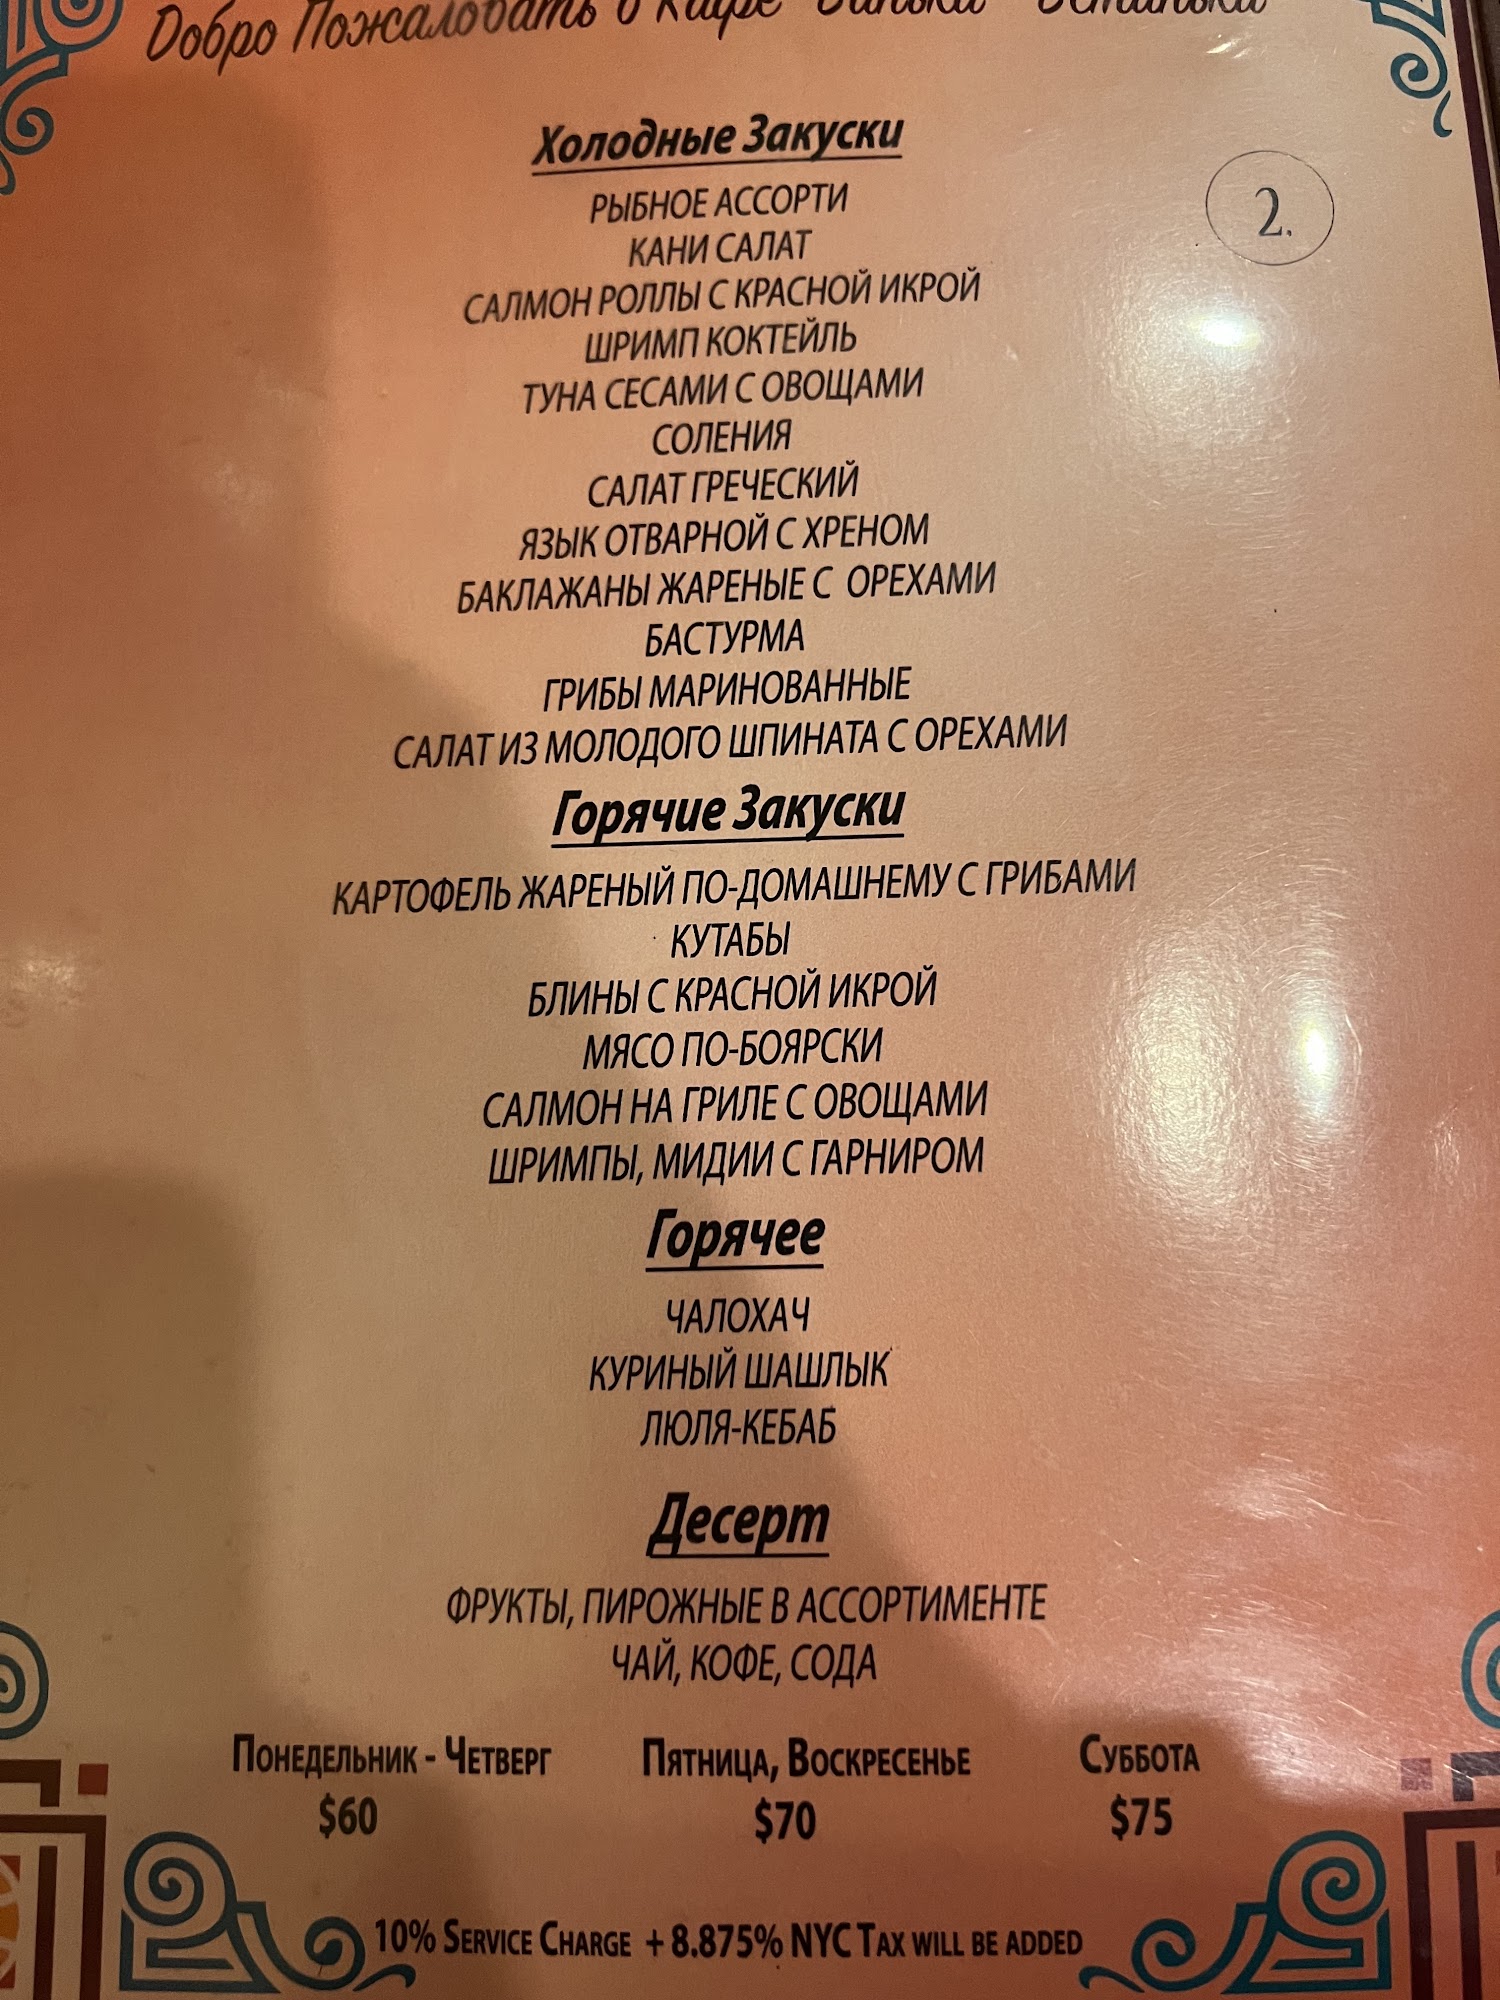 Добро Пожаловать в Кафе
Холодные Закуски
2.
РЫБНОЕ АССОРТИ
КАНИ САЛАТ
САЛМОН РОЛЛЫ С КРАСНОЙ ИКРОЙ
ШРИМП КОКТЕЙЛЬ
ТУНА СЕСАМИ С ОВОЩАМИ
СОЛЕНИЯ
САЛАТ ГРЕЧЕСКИЙ
ЯЗЫК ОТВАРНОЙ С ХРЕНОМ
БАКЛАЖАНЫ ЖАРЕНЫЕ С ОРЕХАМИ
БАСТУРМА
ГРИБЫ МАРИНОВАННЫЕ
САЛАТ ИЗ МОЛОДОГО ШПИНАТА С ОРЕХАМИ
Горячие Закуски
КАРТОФЕЛЬ ЖАРЕНЫЙ ПО-ДОМАШНЕМУ С ГРИБАМИ
КУТАБЫ
БЛИНЫ С КРАСНОЙ ИКРОЙ
МЯСО ПО-БОЯРСКИ
САЛМОН НА ГРИЛЕ С ОВОЩАМИ
ШРИМПЫ, МИДИИ С ГАРНИРОМ
Горячее
ЧАЛОХАЧ
КУРИНЫЙ ШАШЛЫК
ЛЮЛЯ-КЕБАБ
Десерт
ФРУКТЫ, ПИРОЖНЫЕ В АССОРТИМЕНТЕ
ЧАЙ, КОФЕ, СОДА
ПОНЕДЕЛЬНИК - ЧЕТВЕРГ ПЯТНИЦА, ВОСКРЕСЕНЬЕ СУББОТА
$60 $70 $75
10% SERVICE CHARGE + 8.875% NYC TAX WILL BE ADDED